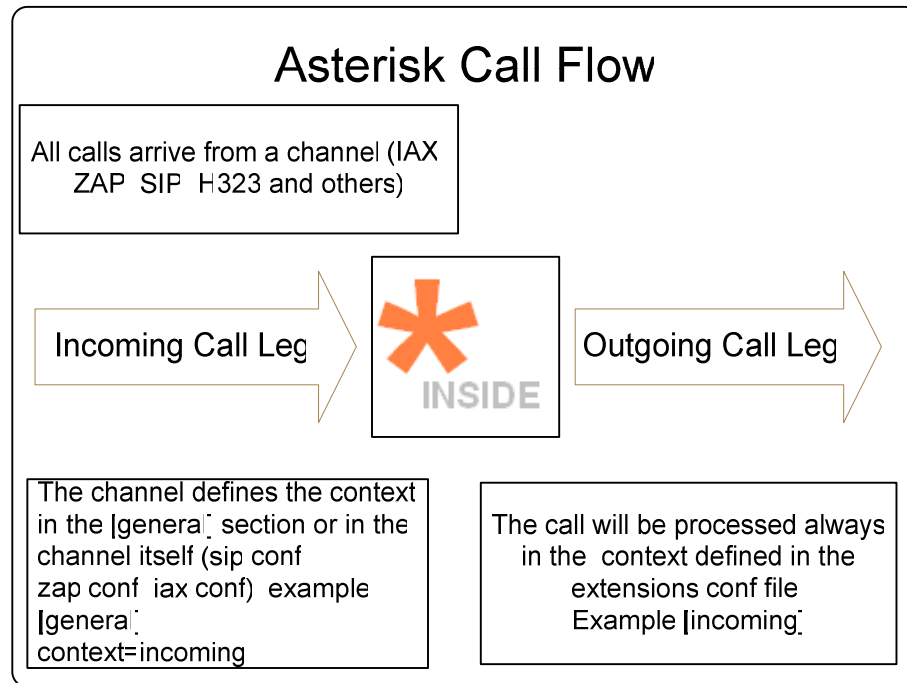 Asterisk Call Flow
All calls arrive from a channel (IAX
ZAP SIP H323 and others)
Incoming Call Leg
INSIDE
Outgoing Call Leg
The channel defines the context
in the [general] section or in the
channel itself (sip conf
zap conf iax conf) example
[general]
context=incoming
The call will be processed always
in the context defined in the
extensions conf file
Example [incoming]